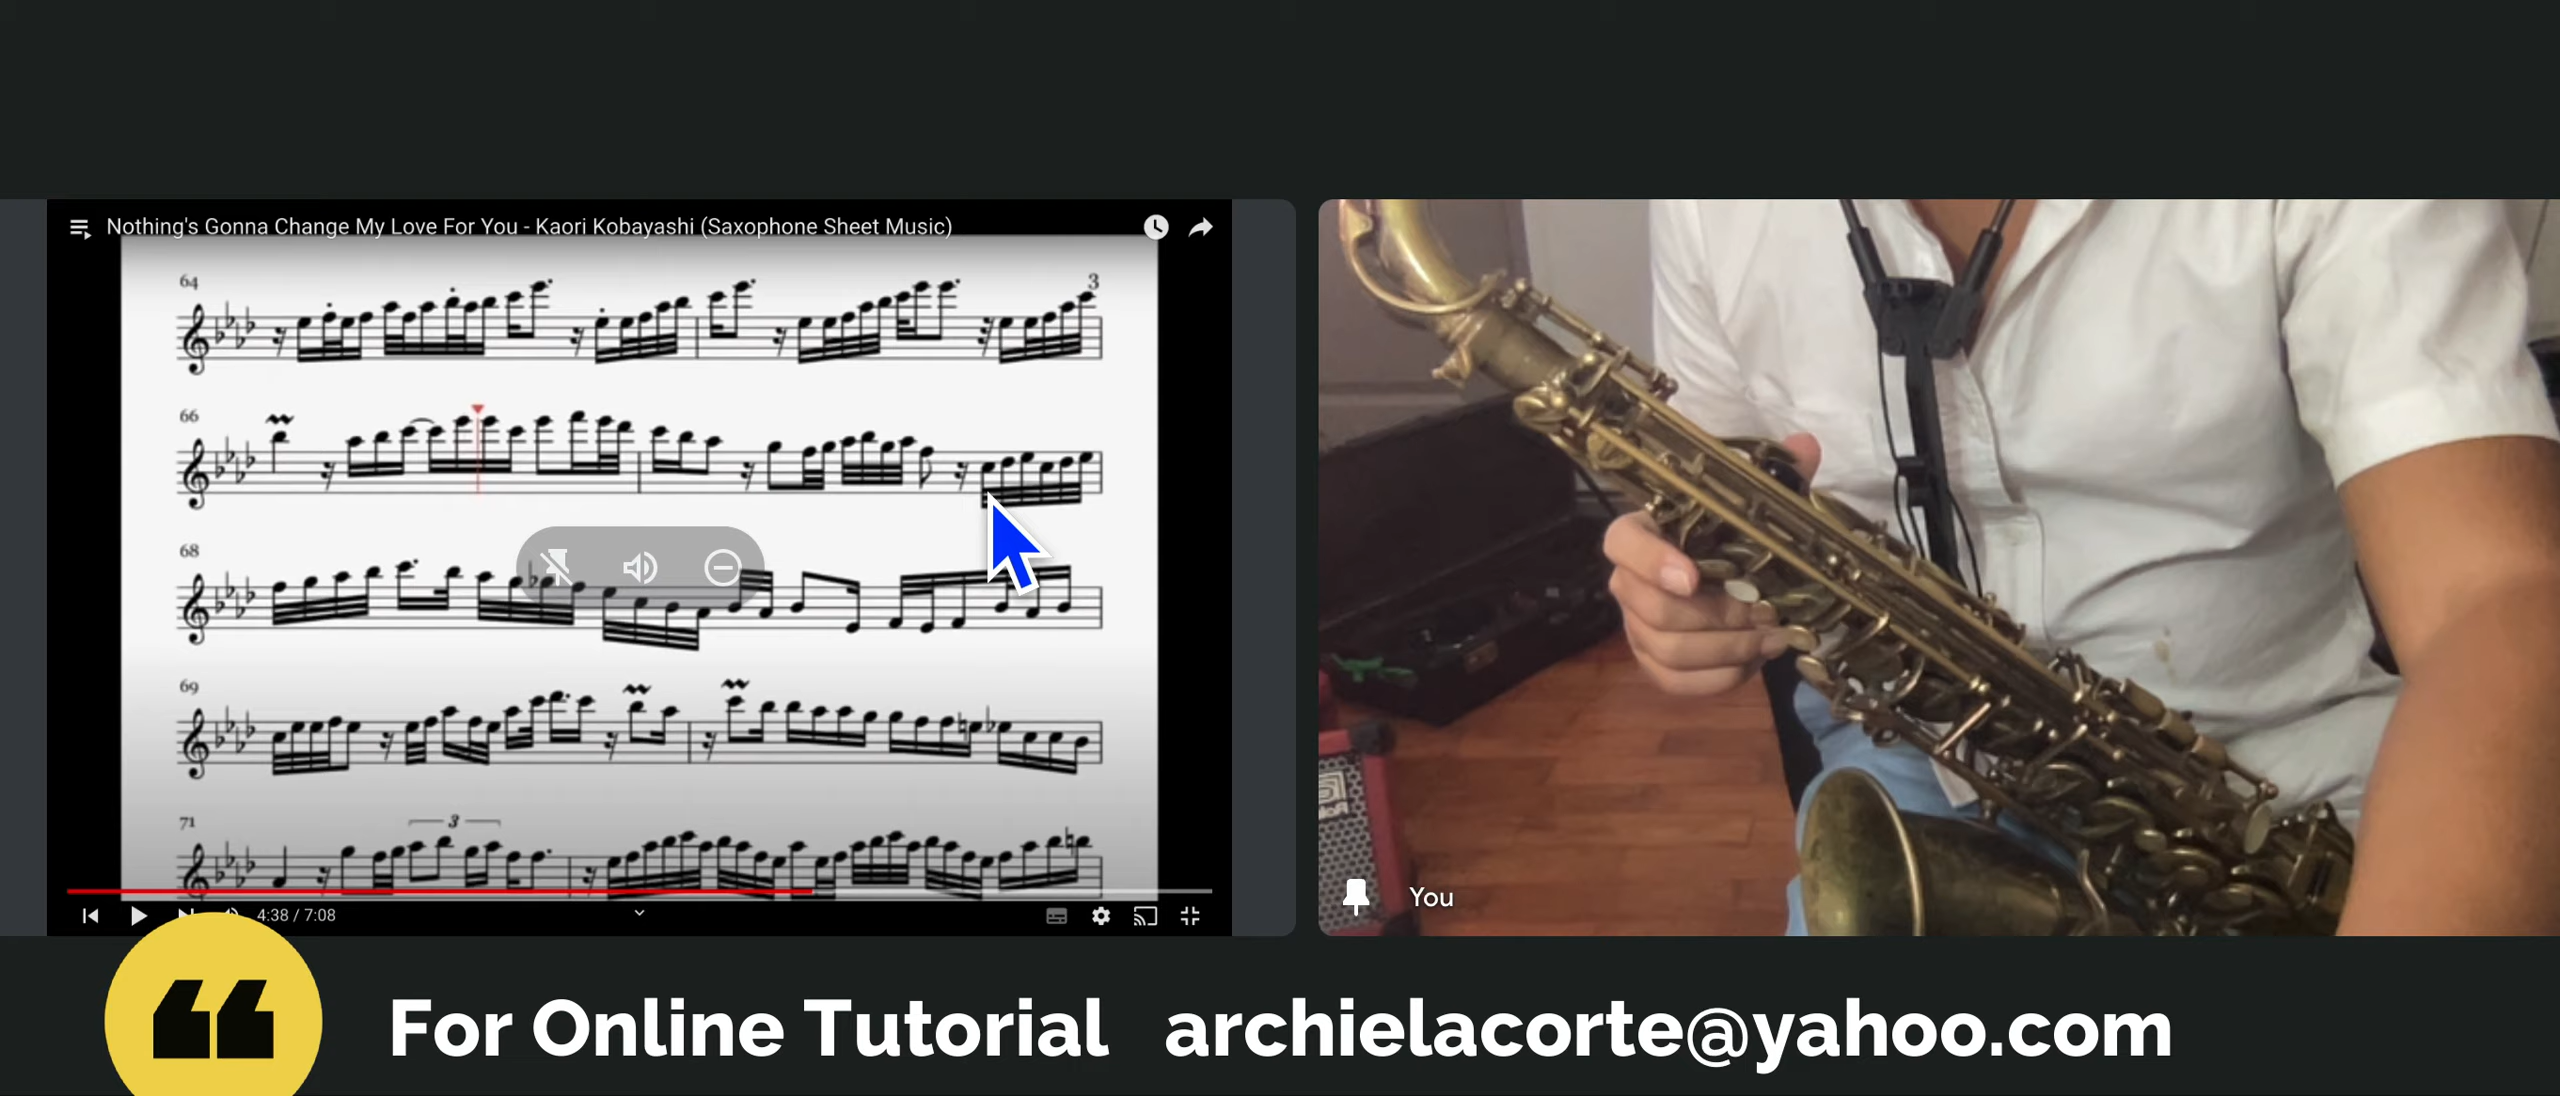 Nothing's Gonna Change My Love For You - Kaori Kobayashi (Saxophone Sheet Music)
64
3
66
68
69
71
3
4:38 / 7:08
You
For Online Tutorial archielacorte@yahoo.com